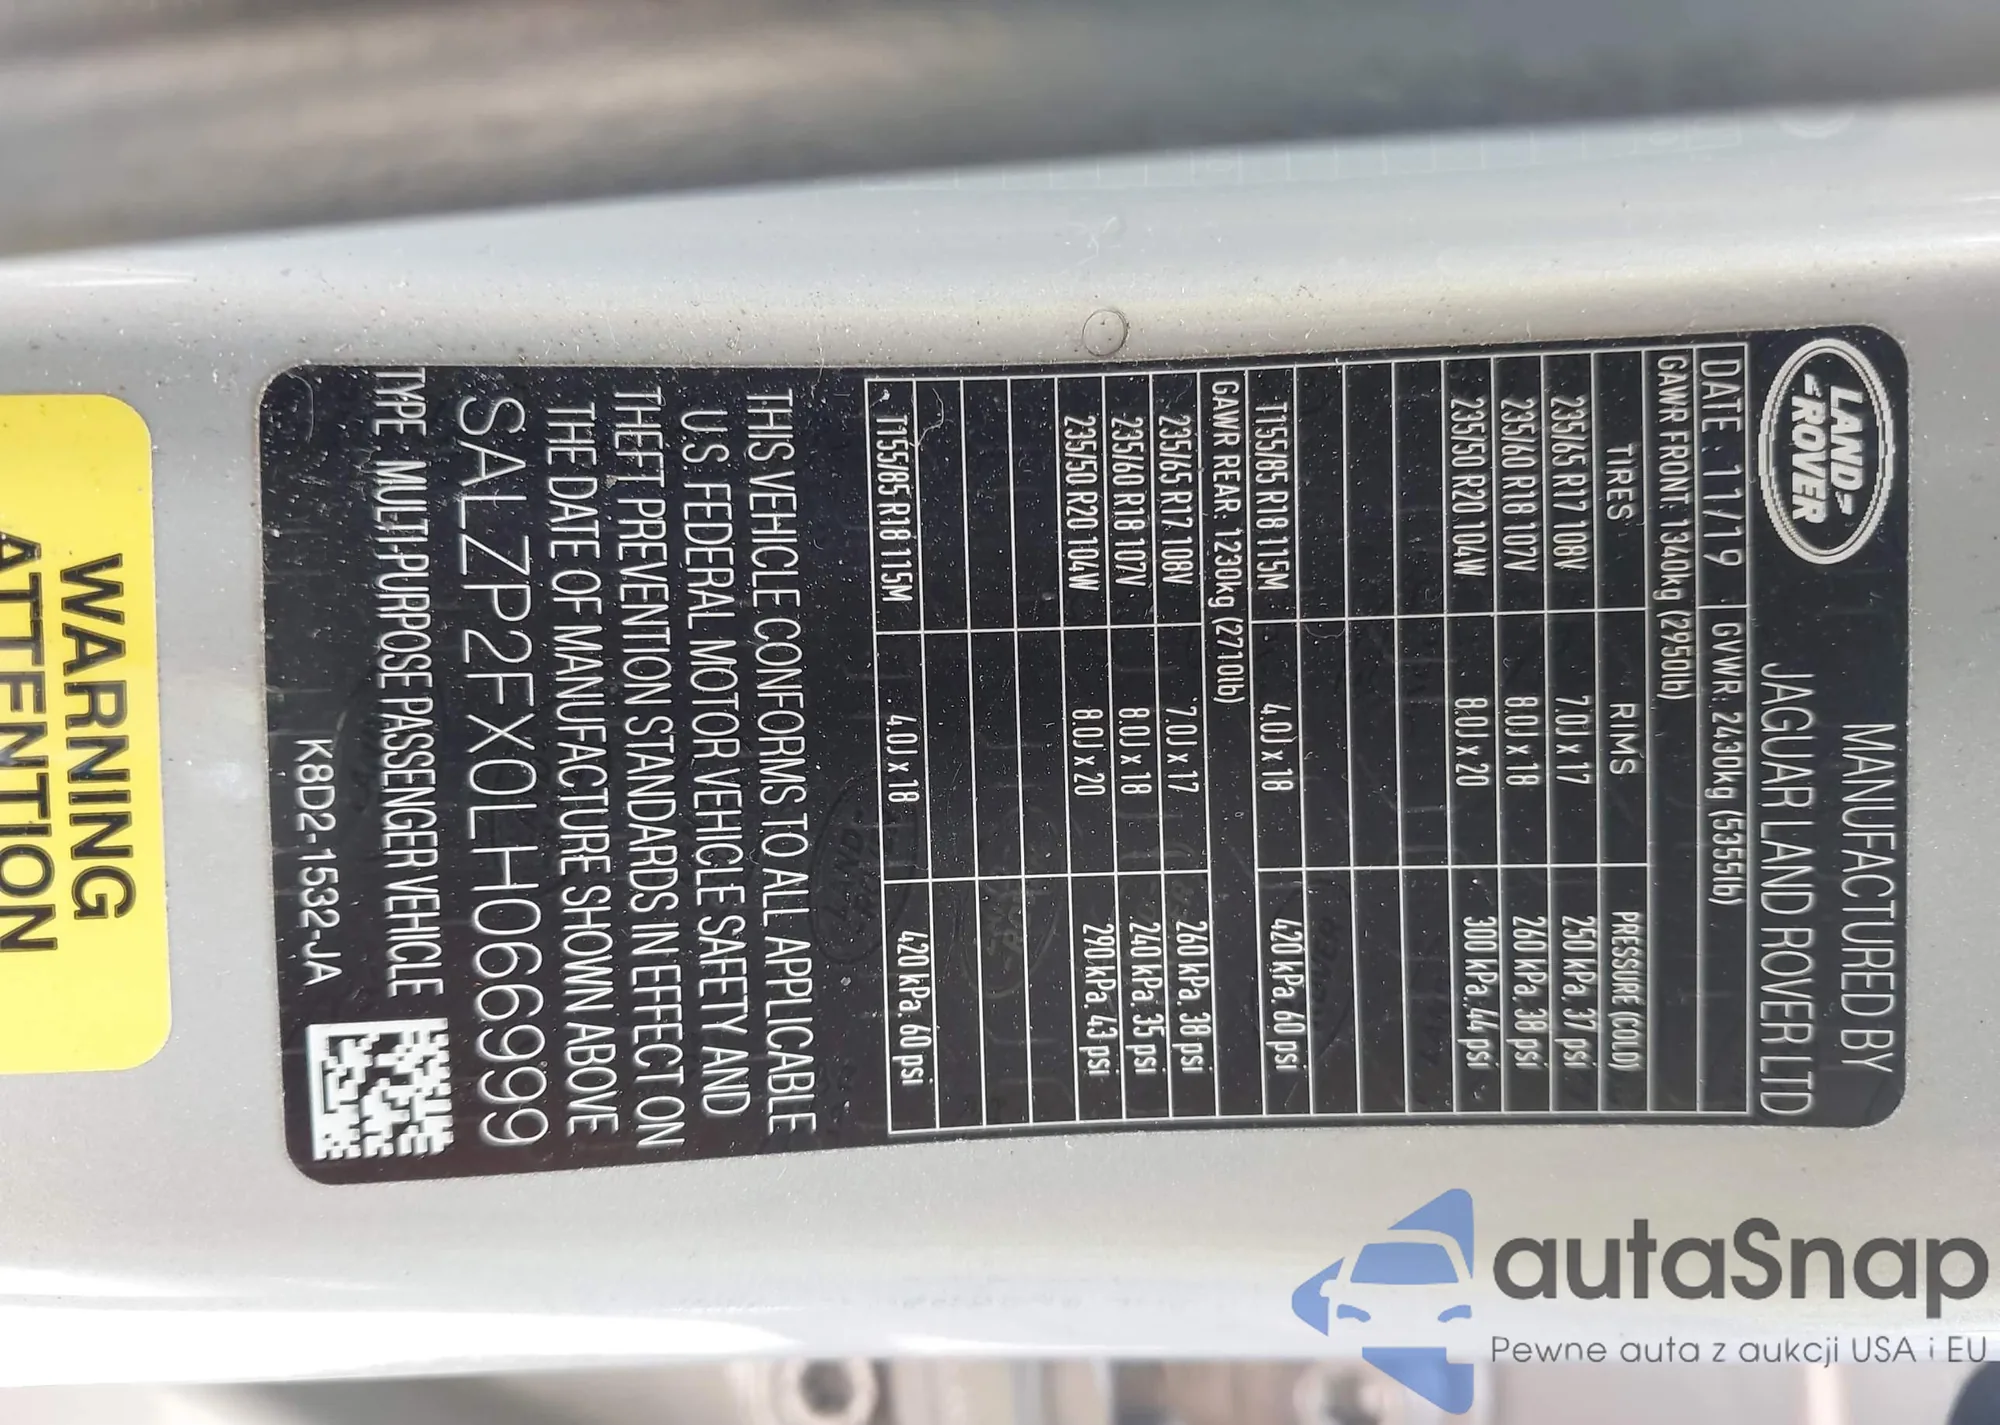 LAND
ROVER
MANUFACTURED BY
JAGUAR LAND ROVER LTD
DATE : 11/19 GVWR: 2430kg (5355lb)
GAWR FRONT: 1340kg (2950lb)
TIRES RIMS PRESSURE (COLD)
235/65 R17 108V 7.0J x 17 250 kPa, 37 psi
235/60 R18 107V 8.0J x 18 260 kPa, 38 psi
235/50 R20 104W 8.0J x 20 300 kPa, 44 psi
T155/85 R18 115M 4.0J x 18 420 kPa, 60 psi
GAWR REAR: 1230kg (2710lb)
235/65 R17 108V 7.0J x 17 260 kPa, 38 psi
235/60 R18 107V 8.0J x 18 240 kPa, 35 psi
235/50 R20 104W 8.0J x 20 290 kPa, 43 psi
T155/85 R18 115M 4.0J x 18 420 kPa, 60 psi
THIS VEHICLE CONFORMS TO ALL APPLICABLE
U.S. FEDERAL MOTOR VEHICLE SAFETY AND
THEFT PREVENTION STANDARDS IN EFFECT ON
THE DATE OF MANUFACTURE SHOWN ABOVE
SALZP2FX0LH066999
TYPE MULTI-PURPOSE PASSENGER VEHICLE
K8D2-1532-JA
WARNING
ATTENTION
autoSnap
Pewne auta z aukcji USA i EU